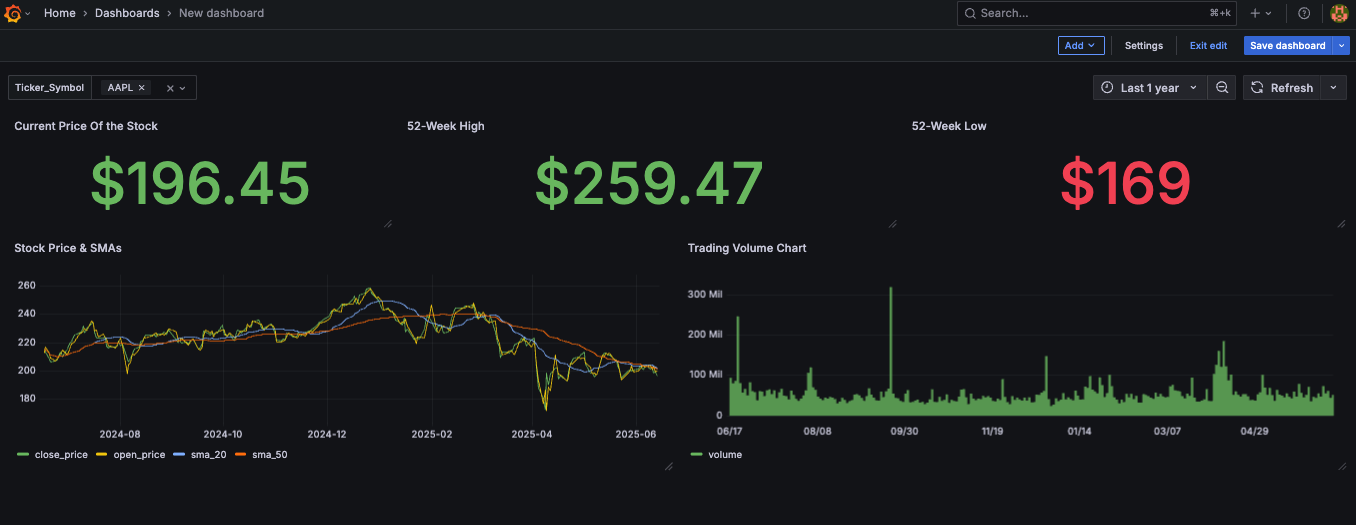 Home > Dashboards > New dashboard Search... ⌘+k
Add Settings Exit edit Save dashboard
Ticker_Symbol AAPL Last 1 year Refresh
Current Price Of the Stock
$196.45
52-Week High
$259.47
52-Week Low
$169
Stock Price & SMAs
260
240
220
200
180
2024-08 2024-10 2024-12 2025-02 2025-04 2025-06
close_price open_price sma_20 sma_50
Trading Volume Chart
300 Mil
200 Mil
100 Mil
0
06/17 08/08 09/30 11/19 01/14 03/07 04/29
volume